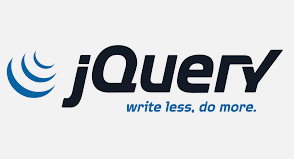 jQuery
write less, do more.